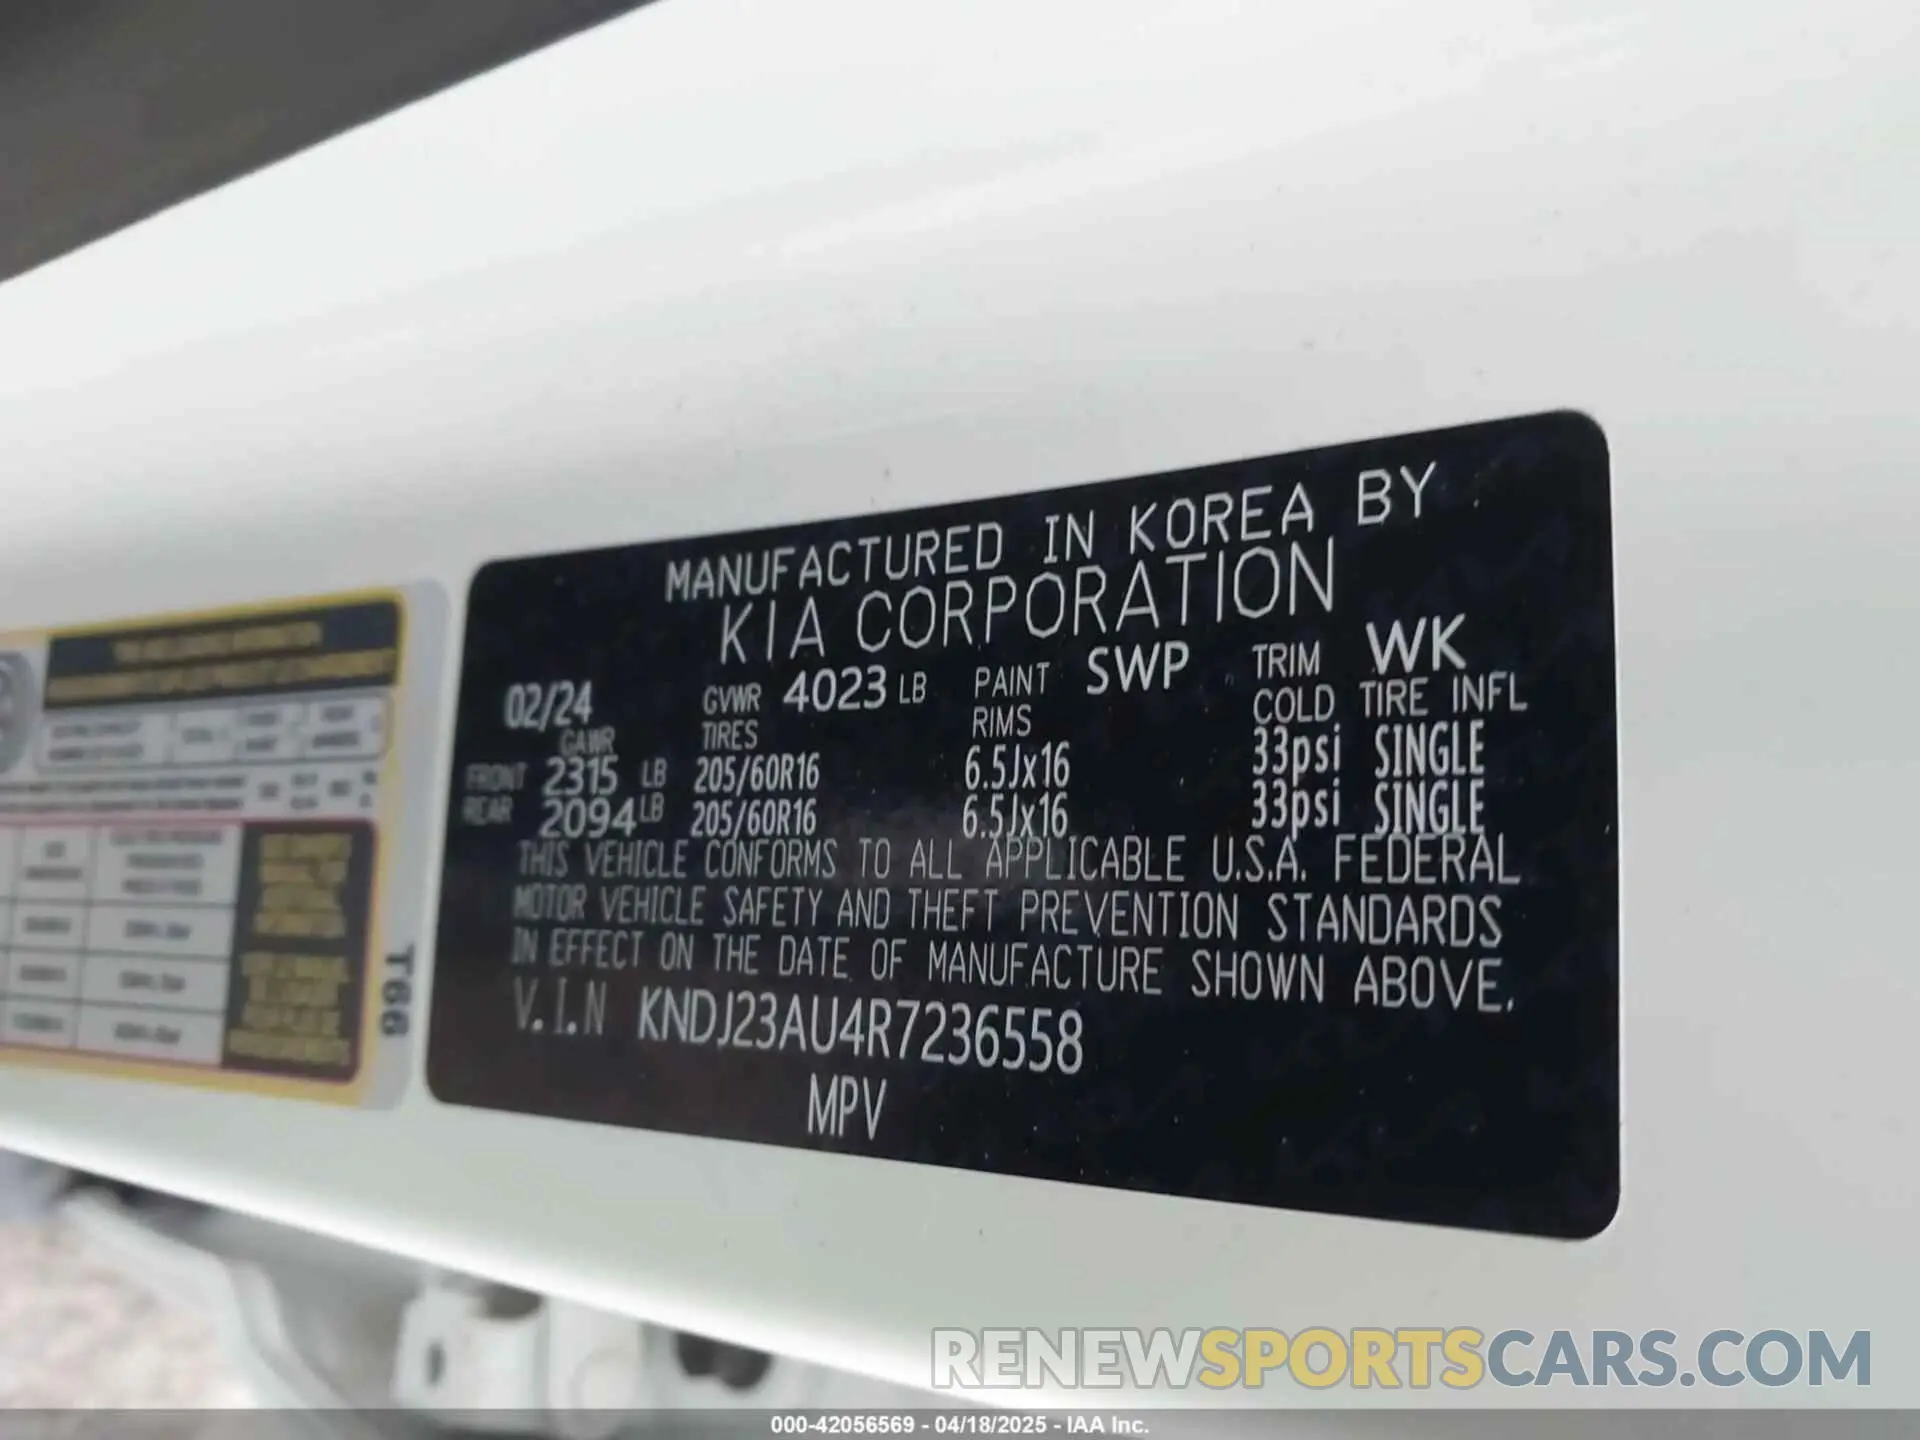 MANUFACTURED IN KOREA BY
KIA CORPORATION
02/24 GVWR 4023 LB PAINT SWP TRIM WK
GAWR TIRES RIMS COLD TIRE INFL
FRONT 2315 LB 205/60R16 6.5Jx16 33psi SINGLE
REAR 2094 LB 205/60R16 6.5Jx16 33psi SINGLE
THIS VEHICLE CONFORMS TO ALL APPLICABLE U.S.A. FEDERAL
MOTOR VEHICLE SAFETY AND THEFT PREVENTION STANDARDS
IN EFFECT ON THE DATE OF MANUFACTURE SHOWN ABOVE.
V.I.N KNDJ23AU4R7236558
MPV
T66
RENEWSPORTSCARS.COM
000-42056569 - 04/18/2025 - IAA Inc.